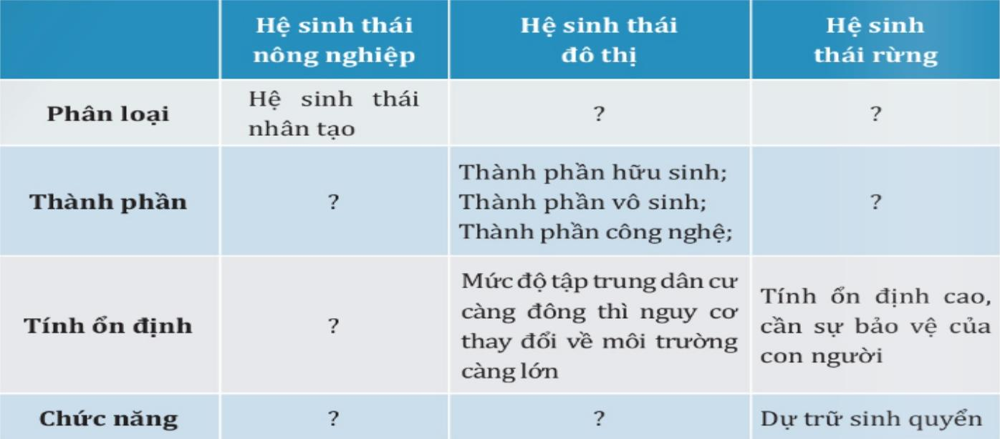 Hệ sinh thái
nông nghiệp
Hệ sinh thái
đô thị
Hệ sinh
thái rừng
Phân loại
Hệ sinh thái
nhân tạo
?
?
Thành phần
?
Thành phần hữu sinh;
Thành phần vô sinh;
Thành phần công nghệ;
?
Tính ổn định
?
Mức độ tập trung dân cư
càng đông thì nguy cơ
thay đổi về môi trường
càng lớn
Tính ổn định cao,
cần sự bảo vệ của
con người
Chức năng
?
?
Dự trữ sinh quyển